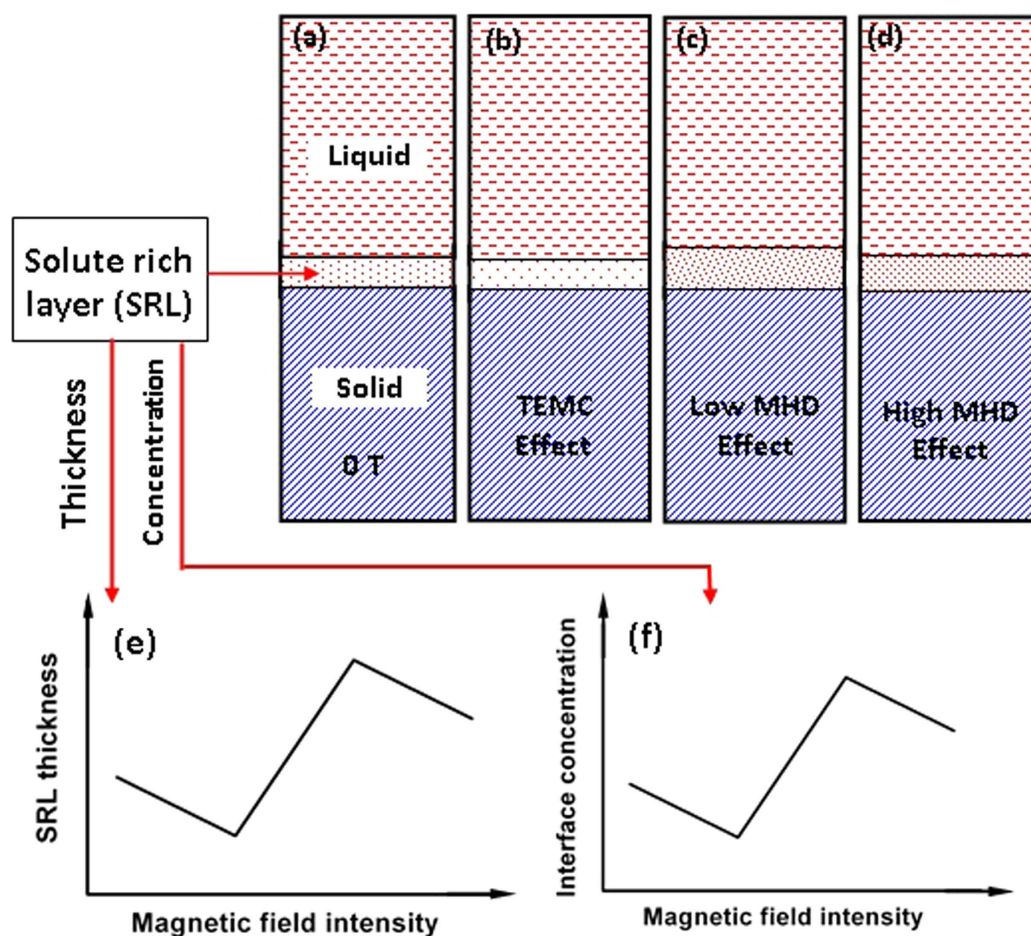 (a)
(b)
(c)
(d)
Liquid
Solute rich
layer (SRL)
Solid
0 T
TEMC
Effect
Low MHD
Effect
High MHD
Effect
Thickness
Concentration
(e)
SRL thickness
Magnetic field intensity
(f)
Interface concentration
Magnetic field intensity